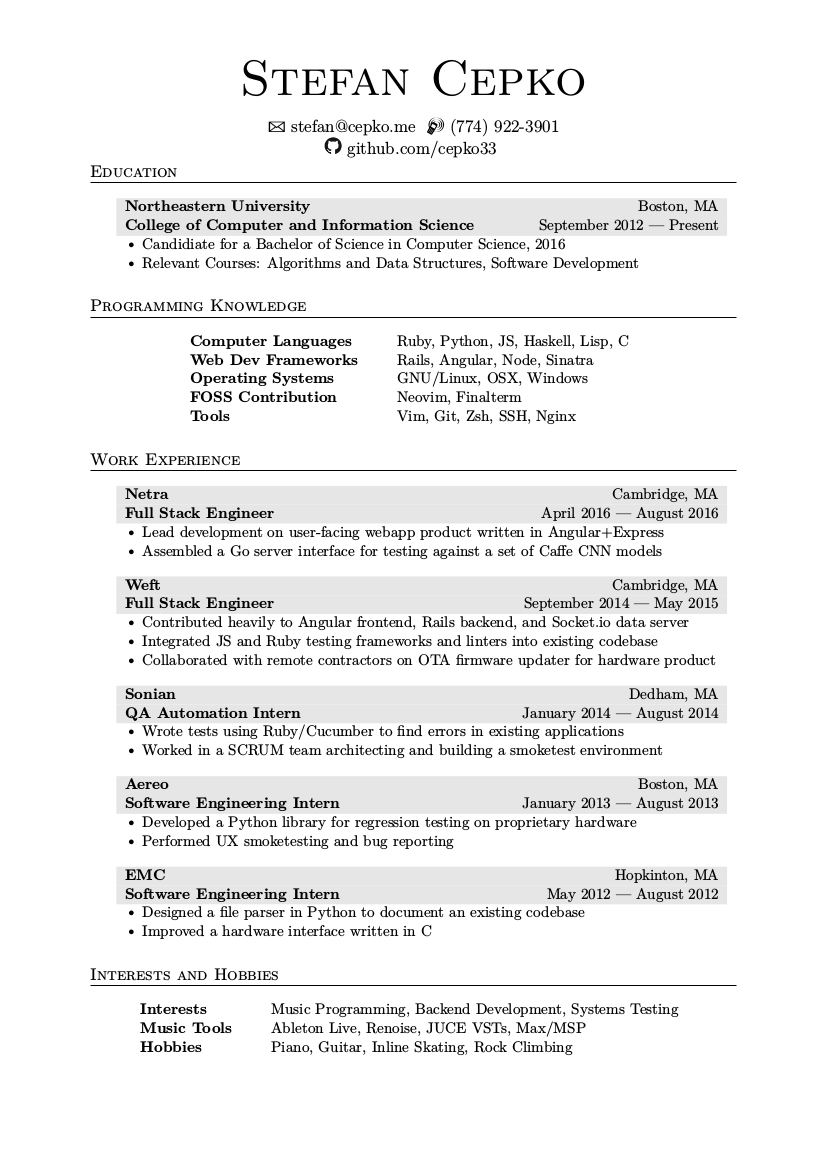 STEFAN CEPKO
stefan@cepko.me (774) 922-3901
github.com/cepko33
EDUCATION
Northeastern University Boston, MA
College of Computer and Information Science September 2012 — Present
• Candidiate for a Bachelor of Science in Computer Science, 2016
• Relevant Courses: Algorithms and Data Structures, Software Development
PROGRAMMING KNOWLEDGE
Computer Languages Ruby, Python, JS, Haskell, Lisp, C
Web Dev Frameworks Rails, Angular, Node, Sinatra
Operating Systems GNU/Linux, OSX, Windows
FOSS Contribution Neovim, Finalterm
Tools Vim, Git, Zsh, SSH, Nginx
WORK EXPERIENCE
Netra Cambridge, MA
Full Stack Engineer April 2016 — August 2016
• Lead development on user-facing webapp product written in Angular+Express
• Assembled a Go server interface for testing against a set of Caffe CNN models
Weft Cambridge, MA
Full Stack Engineer September 2014 — May 2015
• Contributed heavily to Angular frontend, Rails backend, and Socket.io data server
• Integrated JS and Ruby testing frameworks and linters into existing codebase
• Collaborated with remote contractors on OTA firmware updater for hardware product
Sonian Dedham, MA
QA Automation Intern January 2014 — August 2014
• Wrote tests using Ruby/Cucumber to find errors in existing applications
• Worked in a SCRUM team architecting and building a smoketest environment
Aereo Boston, MA
Software Engineering Intern January 2013 — August 2013
• Developed a Python library for regression testing on proprietary hardware
• Performed UX smoketesting and bug reporting
EMC Hopkinton, MA
Software Engineering Intern May 2012 — August 2012
• Designed a file parser in Python to document an existing codebase
• Improved a hardware interface written in C
INTERESTS AND HOBBIES
Interests Music Programming, Backend Development, Systems Testing
Music Tools Ableton Live, Renoise, JUCE VSTs, Max/MSP
Hobbies Piano, Guitar, Inline Skating, Rock Climbing